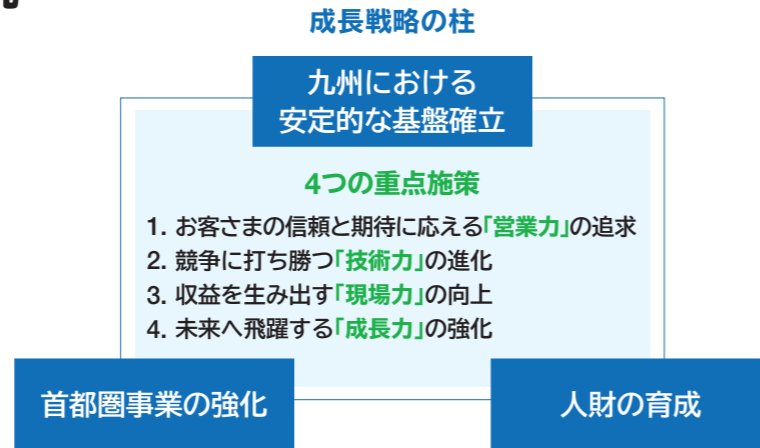 成長戦略の柱
九州における
安定的な基盤確立
4つの重点施策
1. お客さまの信頼と期待に応える「営業力」の追求
2. 競争に打ち勝つ「技術力」の進化
3. 収益を生み出す「現場力」の向上
4. 未来へ飛躍する「成長力」の強化
首都圏事業の強化
人財の育成